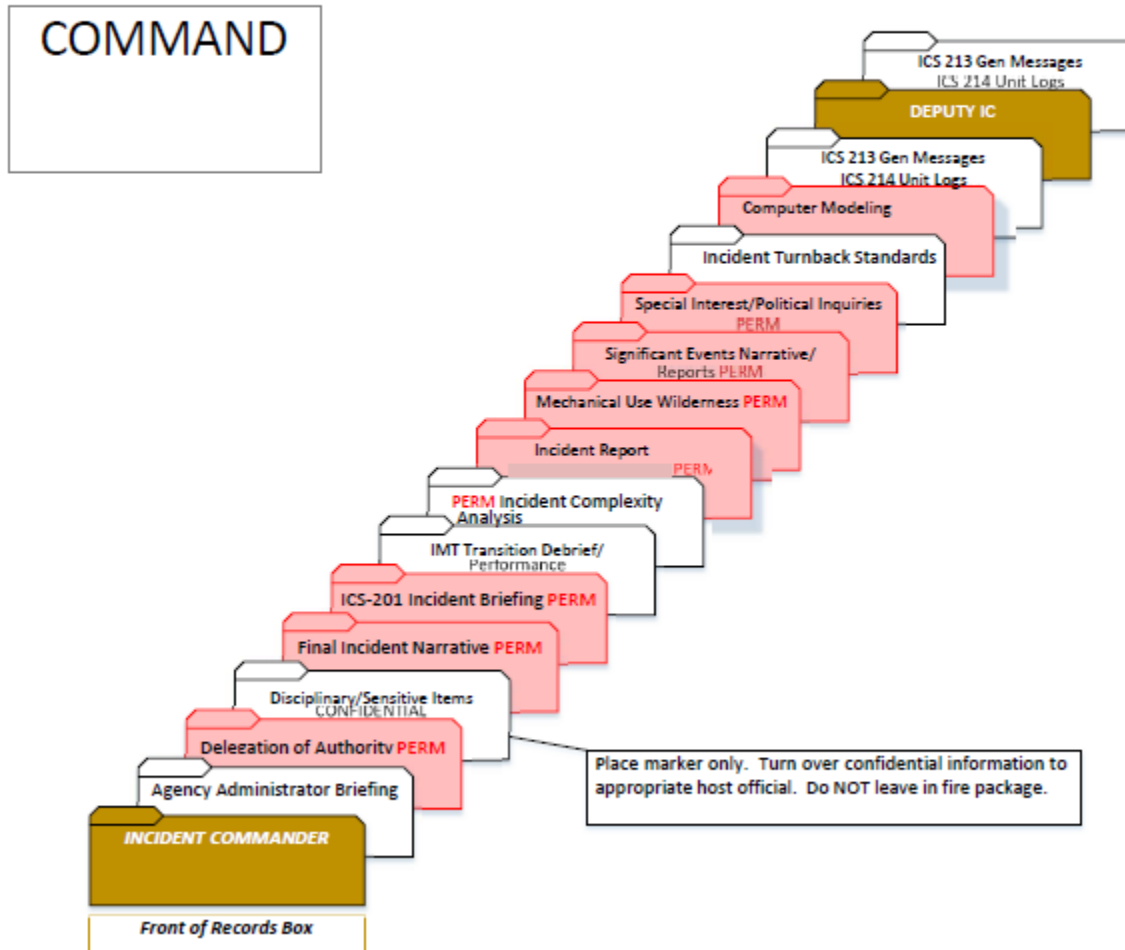 COMMAND
ICS 213 Gen Messages
ICS 214 Unit Logs
DEPUTY IC
ICS 213 Gen Messages
ICS 214 Unit Logs
Computer Modeling
Incident Turnback Standards
Special Interest/Political Inquiries
PERM
Significant Events Narrative/
Reports PERM
Mechanical Use Wilderness PERM
Incident Report
PERM
PERM Incident Complexity
Analysis
IMT Transition Debrief/
Performance
ICS-201 Incident Briefing PERM
Final Incident Narrative PERM
Disciplinary/Sensitive Items
CONFIDENTIAL
Delegation of Authority PERM
Place marker only. Turn over confidential information to
appropriate host official. Do NOT leave in fire package.
Agency Administrator Briefing
INCIDENT COMMANDER
Front of Records Box